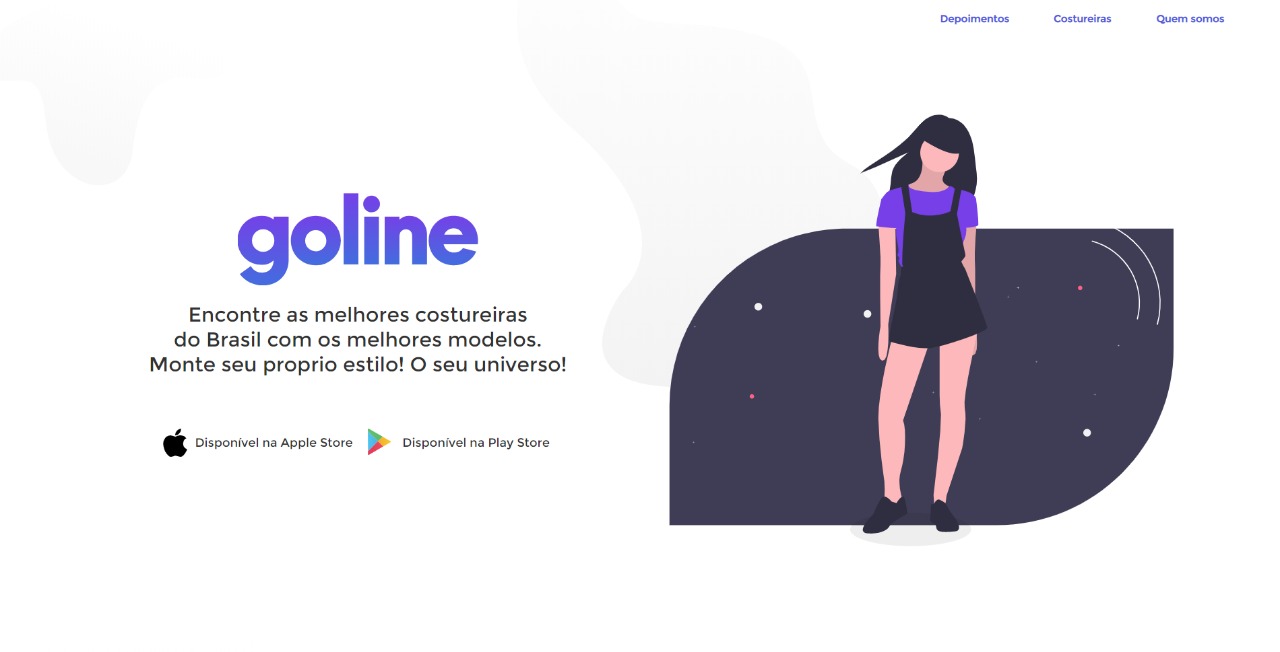 Depoimentos
Costureiras
Quem somos
goline
Encontre as melhores costureiras
do Brasil com os melhores modelos.
Monte seu proprio estilo! O seu universo!
Disponível na Apple Store
Disponível na Play Store